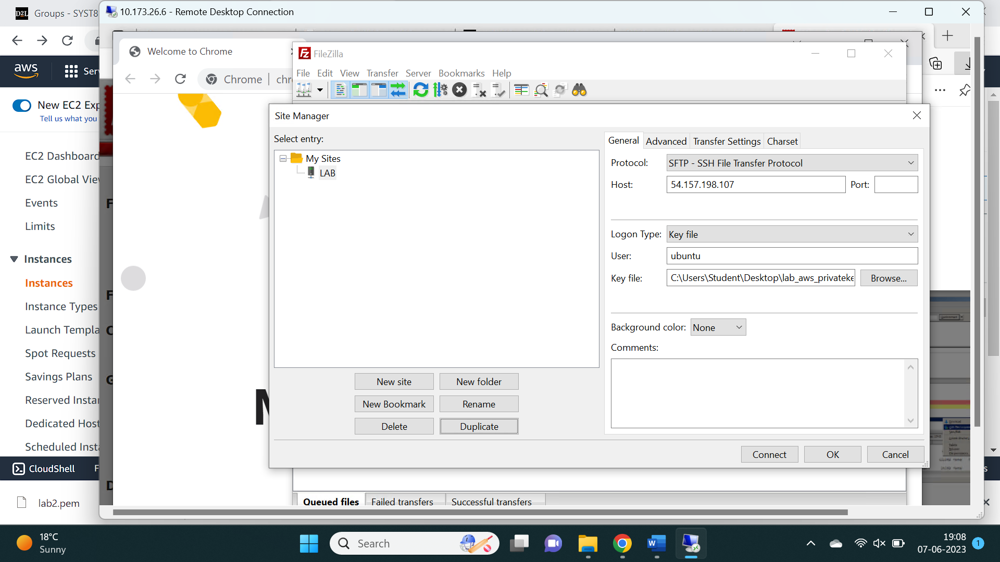 D2L Groups - SYST8
10.173.26.6 - Remote Desktop Connection
Welcome to Chrome
Fz FileZilla
aws
Chrome
File Edit View Transfer Server Bookmarks Help
New EC2 Exp
Tell us what you
EC2 Dashboard
EC2 Global Vie
Events
Limits
Instances
Instances
Instance Types
Launch Templa
Spot Requests
Savings Plans
Reserved Instan
Dedicated Host
Scheduled Insta
CloudShell F
lab2.pem
Site Manager
Select entry:
My Sites
LAB
New site New folder
New Bookmark Rename
Delete Duplicate
General Advanced Transfer Settings Charset
Protocol: SFTP - SSH File Transfer Protocol
Host: 54.157.198.107 Port:
Logon Type: Key file
User: ubuntu
Key file: C:\Users\Student\Desktop\lab_aws_privateke Browse...
Background color: None
Comments:
Connect OK Cancel
Queued files Failed transfers Successful transfers
18°C
Sunny
Search
19:08
07-06-2023
1